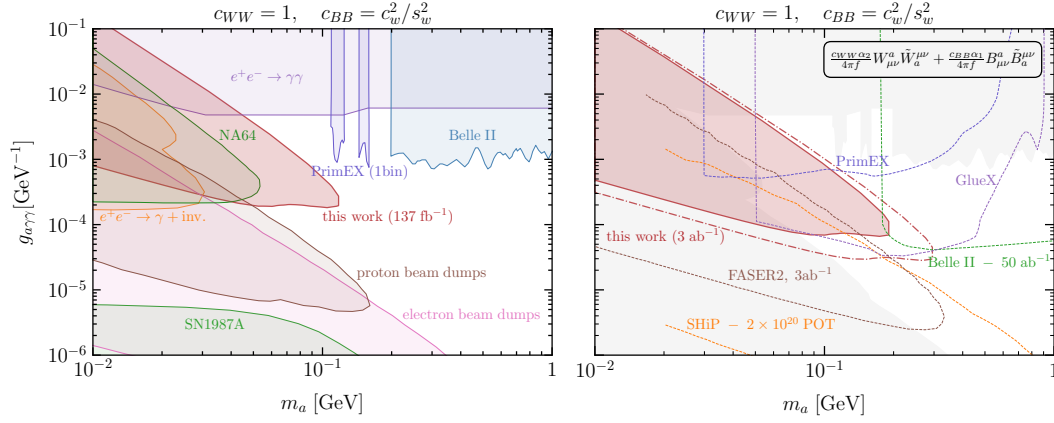 c_{WW} = 1, c_{BB} = c_w^2/s_w^2
g_{aγγ} [GeV^{-1}]
10^{-1}
10^{-2}
10^{-3}
10^{-4}
10^{-5}
10^{-6}
e^+e^- → γγ
NA64
Belle II
PrimEX (1bin)
e^+e^- → γ + inv.
this work (137 fb^{-1})
proton beam dumps
electron beam dumps
SN1987A
10^{-2}
10^{-1}
1
m_a [GeV]
c_{WW} = 1, c_{BB} = c_w^2/s_w^2
\frac{c_{WW}α_2}{4πf} W^a_{μν} \tilde{W}_a^{μν} + \frac{c_{BB}α_1}{4πf} B^a_{μν} \tilde{B}_a^{μν}
PrimEX
GlueX
this work (3 ab^{-1})
Belle II − 50 ab^{-1}
FASER2, 3ab^{-1}
SHiP − 2 × 10^{20} POT
10^{-2}
10^{-1}
1
m_a [GeV]